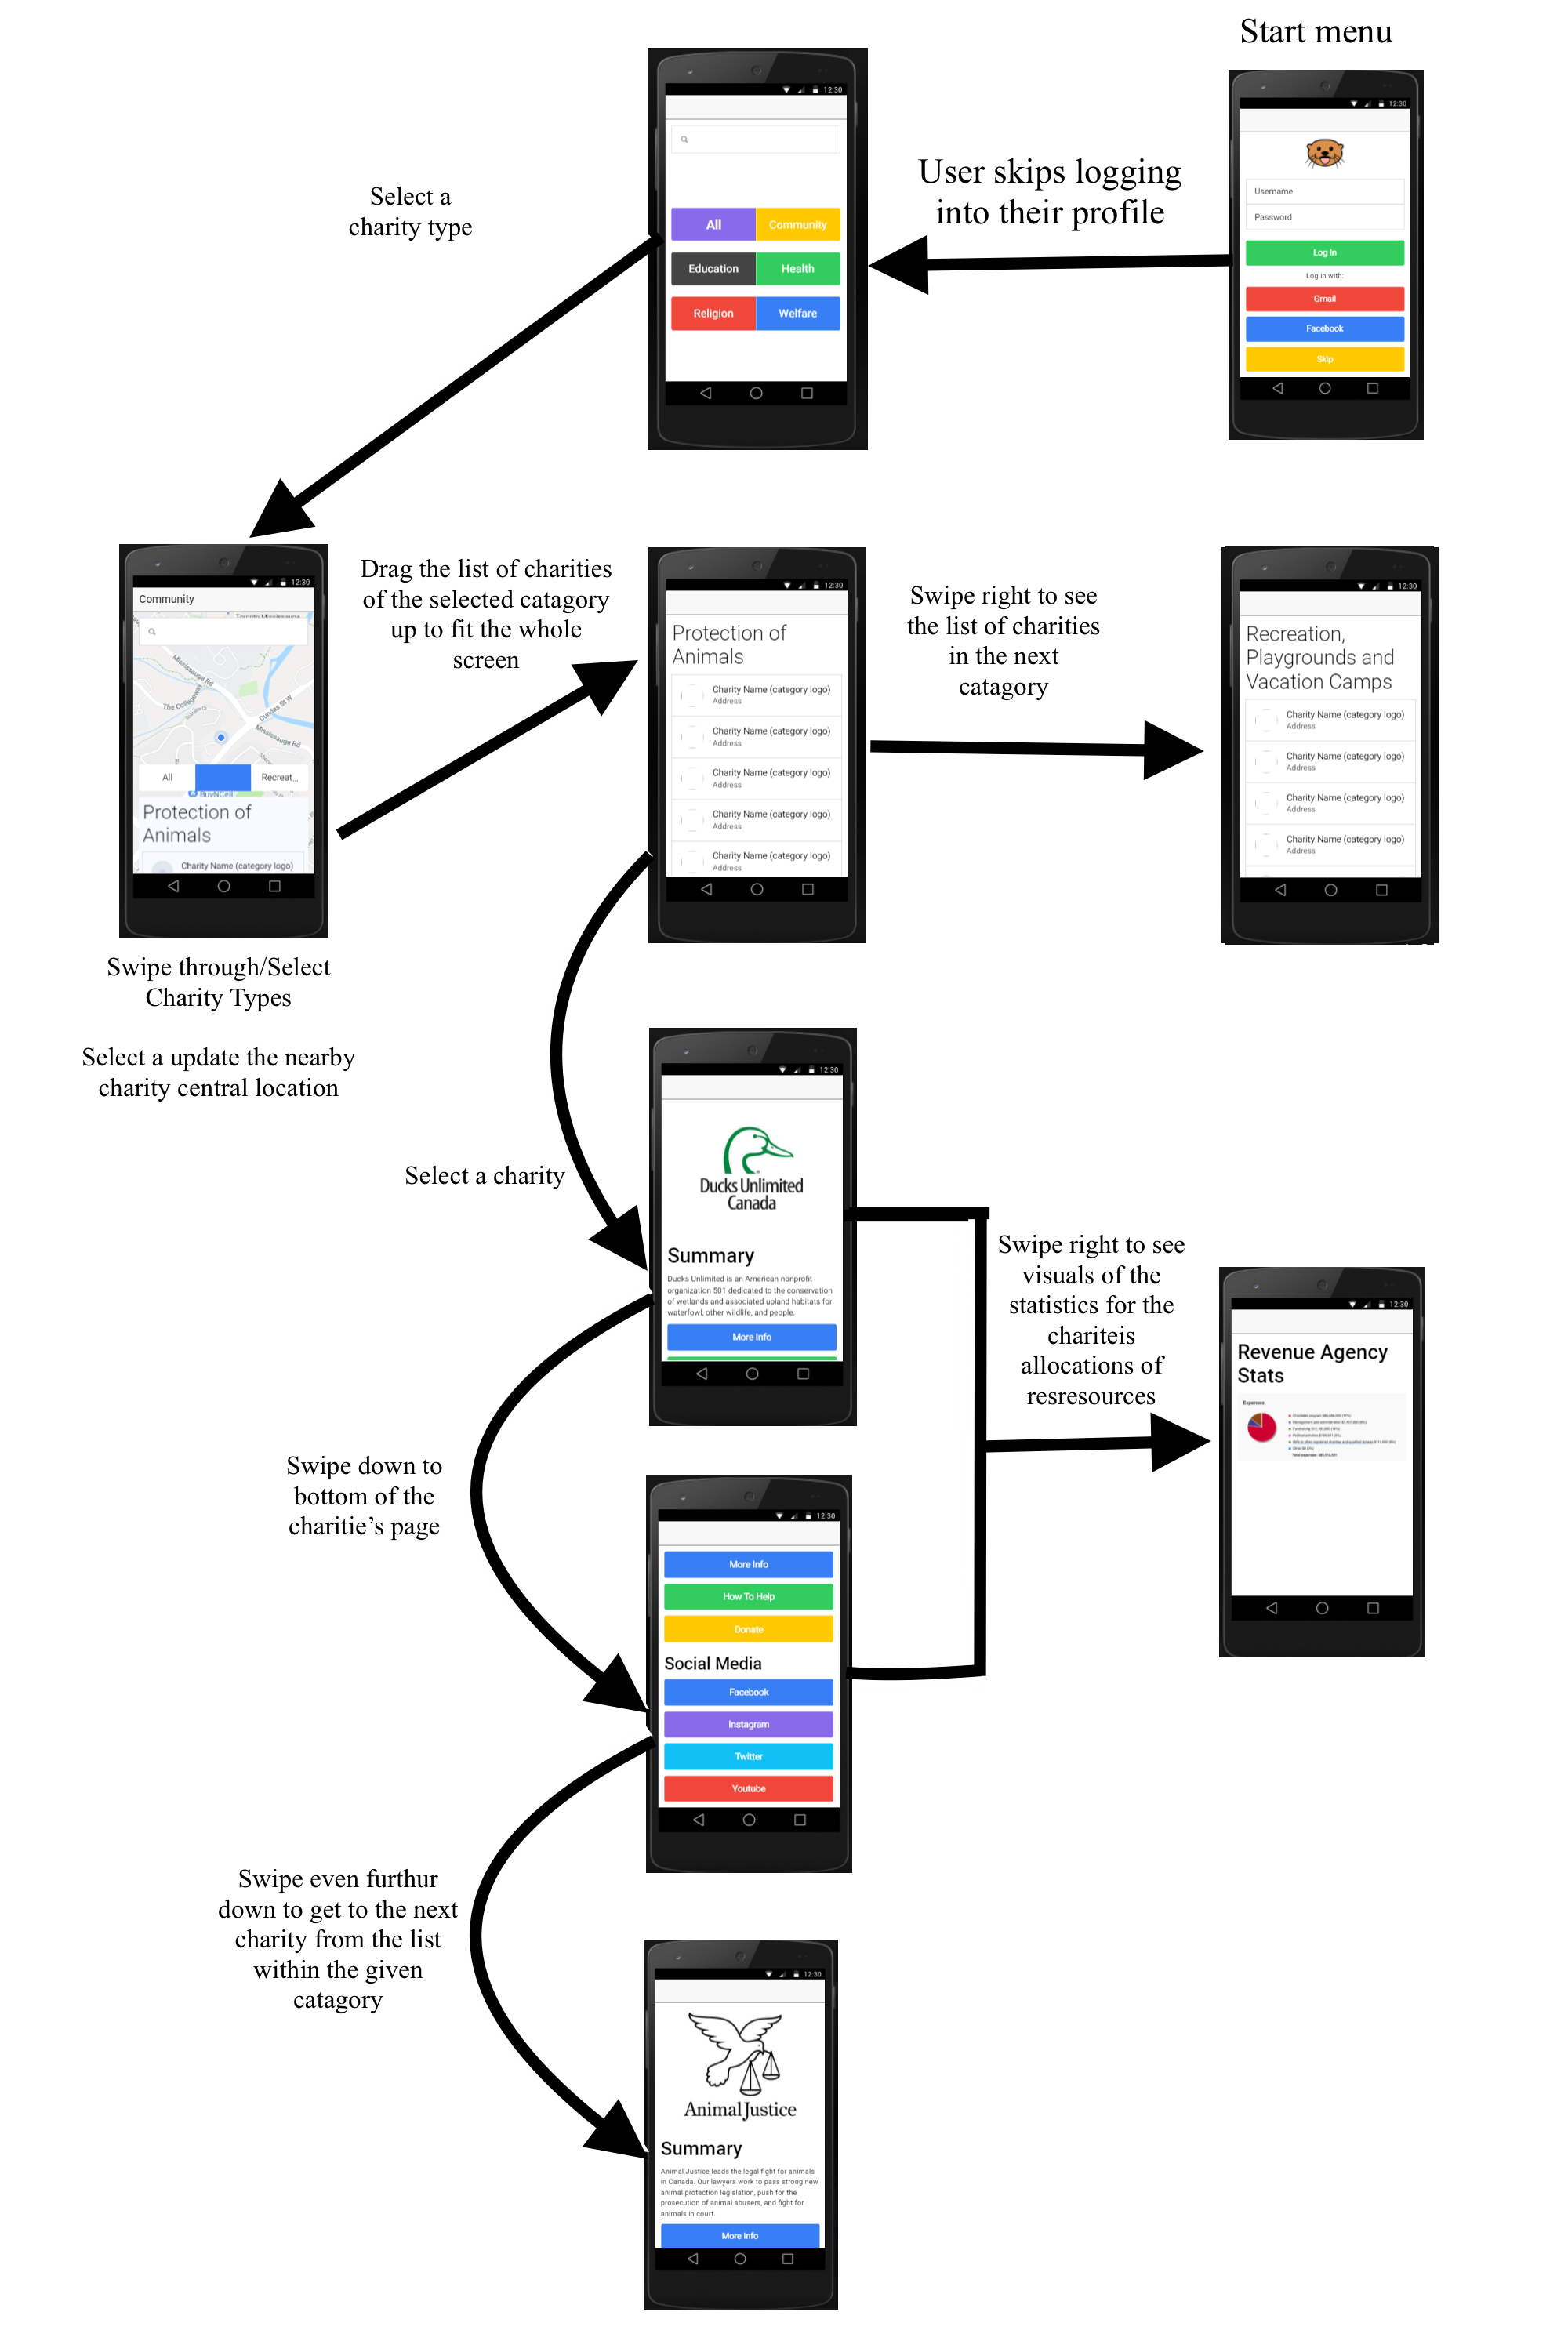 Start menu
12:30
Username
Password
Log In
Log in with:
Gmail
Facebook
Skip
User skips logging
into their profile
12:30
All
Community
Education
Health
Religion
Welfare
Select a
charity type
12:30
Community
Toronto Mississauga
Mississauga Rd
The Collegeway
Dundas St W
Mississauga Rd
All
Recreat...
BuyNCell
Protection of
Animals
Charity Name (category logo)
Swipe through/Select
Charity Types
Select a update the nearby
charity central location
Drag the list of charities
of the selected catagory
up to fit the whole
screen
12:30
Protection of
Animals
Charity Name (category logo)
Address
Charity Name (category logo)
Address
Charity Name (category logo)
Address
Charity Name (category logo)
Address
Charity Name (category logo)
Address
Swipe right to see
the list of charities
in the next
catagory
12:30
Recreation,
Playgrounds and
Vacation Camps
Charity Name (category logo)
Address
Charity Name (category logo)
Address
Charity Name (category logo)
Address
Charity Name (category logo)
Address
Select a charity
12:30
Ducks Unlimited
Canada
Summary
Ducks Unlimited is an American nonprofit
organization 501 dedicated to the conservation
of wetlands and associated upland habitats for
waterfowl, other wildlife, and people.
More Info
Swipe right to see
visuals of the
statistics for the
chariteis
allocations of
resresources
12:30
Revenue Agency
Stats
Expenses
Swipe down to
bottom of the
charitie's page
12:30
More Info
How To Help
Donate
Social Media
Facebook
Instagram
Twitter
Youtube
Swipe even furthur
down to get to the next
charity from the list
within the given
catagory
12:30
Animal Justice
Summary
Animal Justice leads the legal fight for animals
in Canada. Our lawyers work to pass strong new
animal protection legislation, push for the
prosecution of animal abusers, and fight for
animals in court.
More Info